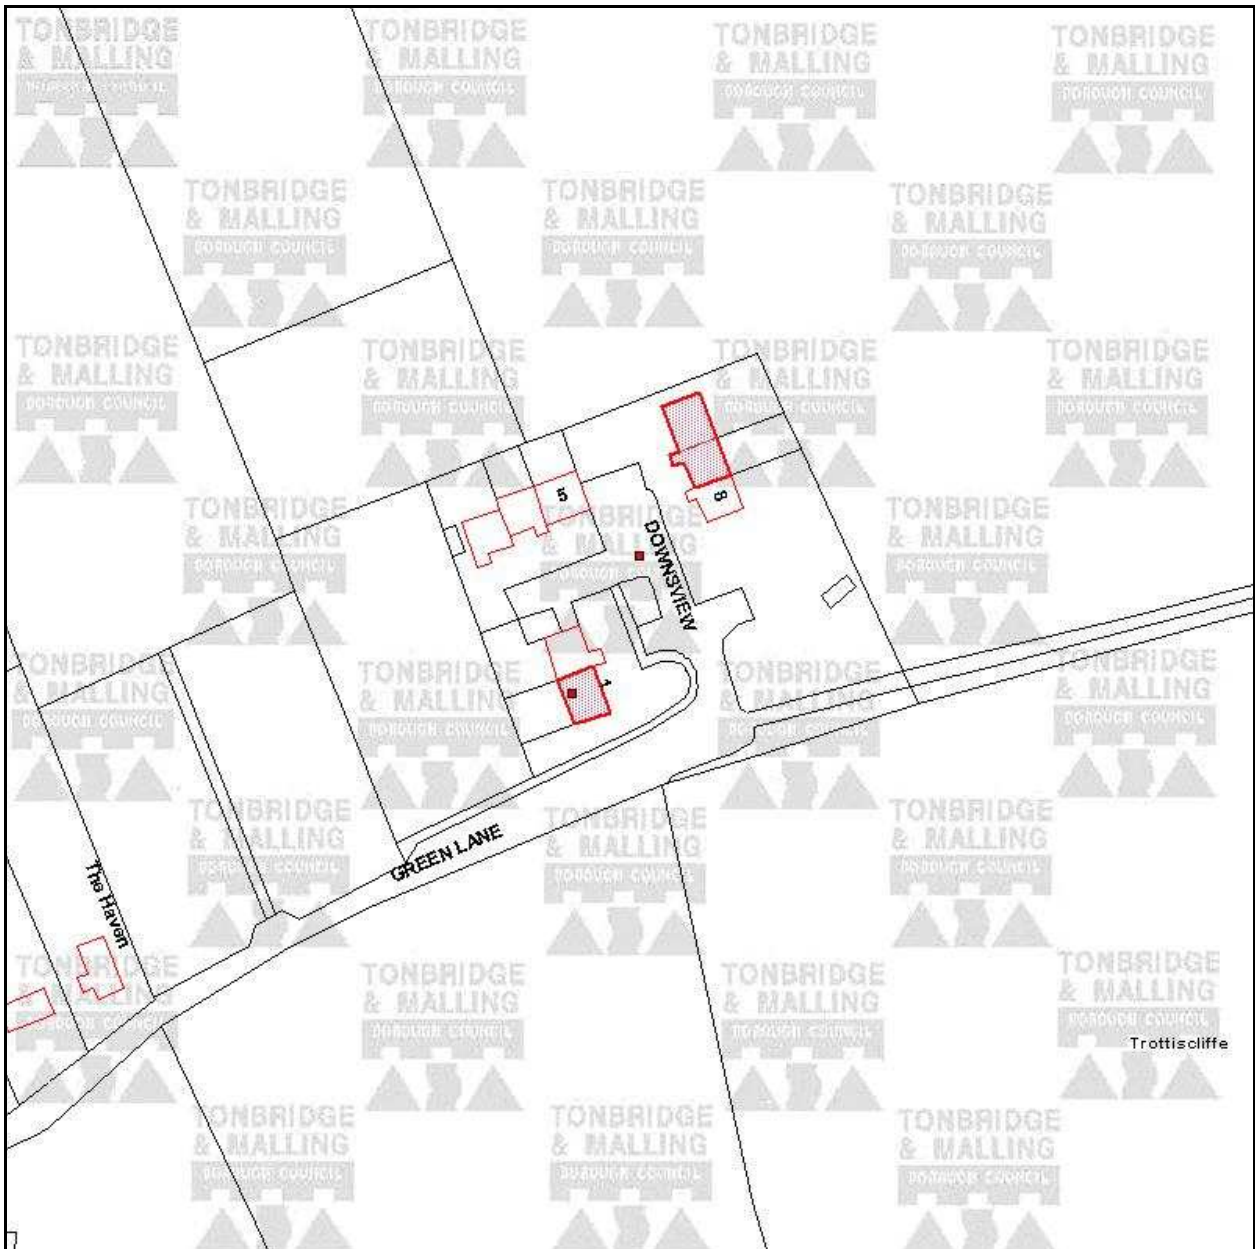 TONBRIDGE
& MALLING
BOROUGH COUNCIL
5
8
DOWNSVIEW
1
GREEN LANE
The Haven
Trottiscliffe